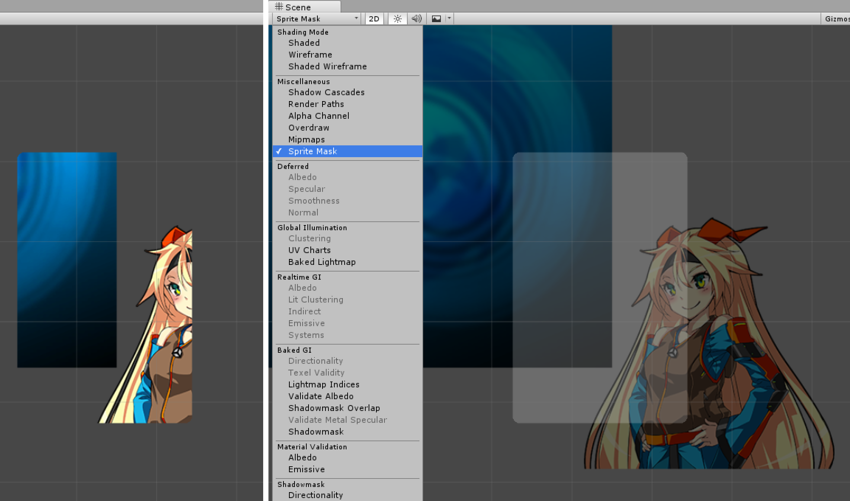 Scene
Sprite Mask
2D
Gizmos
Shading Mode
Shaded
Wireframe
Shaded Wireframe
Miscellaneous
Shadow Cascades
Render Paths
Alpha Channel
Overdraw
Mipmaps
Sprite Mask
Deferred
Albedo
Specular
Smoothness
Normal
Global Illumination
Clustering
UV Charts
Baked Lightmap
Realtime GI
Albedo
Lit Clustering
Indirect
Emissive
Systems
Baked GI
Directionality
Texel Validity
Lightmap Indices
Validate Albedo
Shadowmask Overlap
Validate Metal Specular
Shadowmask
Material Validation
Albedo
Emissive
Shadowmask
Directionality